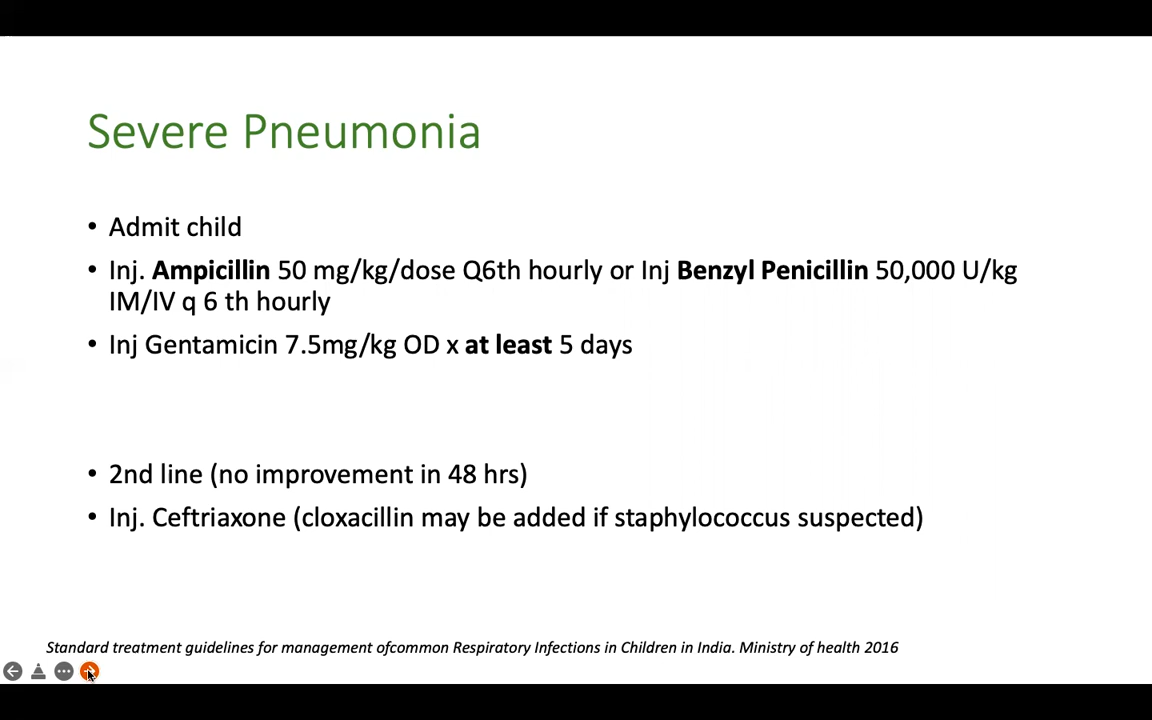 Severe Pneumonia
• Admit child
• Inj. Ampicillin 50 mg/kg/dose Q6th hourly or Inj Benzyl Penicillin 50,000 U/kg
IM/IV q 6 th hourly
• Inj Gentamicin 7.5mg/kg OD x at least 5 days
• 2nd line (no improvement in 48 hrs)
• Inj. Ceftriaxone (cloxacillin may be added if staphylococcus suspected)
Standard treatment guidelines for management ofcommon Respiratory Infections in Children in India. Ministry of health 2016